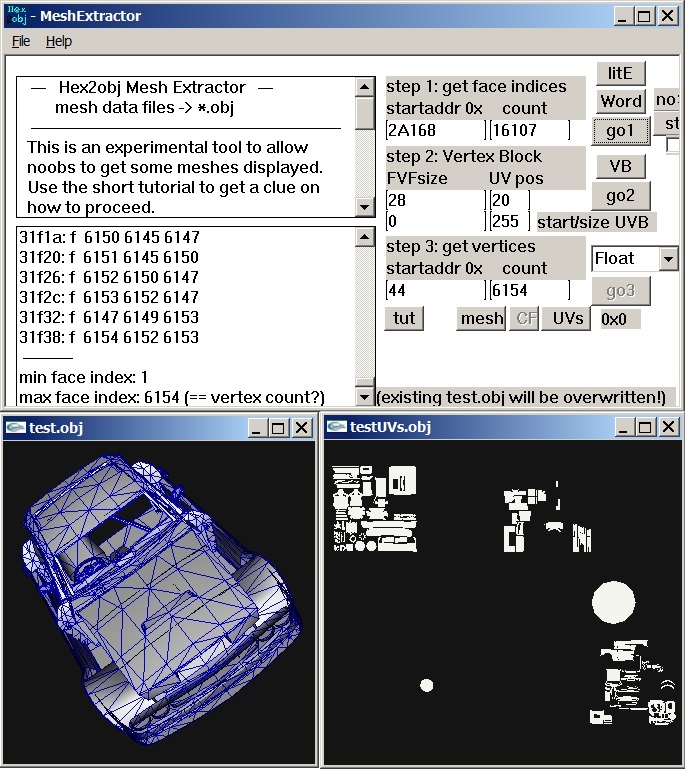 Hex
obj - MeshExtractor
File Help
— Hex2obj Mesh Extractor —
mesh data files -> *.obj
This is an experimental tool to allow
noobs to get some meshes displayed.
Use the short tutorial to get a clue on
how to proceed.
31f1a: f 6150 6145 6147
31f20: f 6151 6145 6150
31f26: f 6152 6150 6147
31f2c: f 6153 6152 6147
31f32: f 6147 6149 6153
31f38: f 6154 6152 6153
min face index: 1
max face index: 6154 (== vertex count?)
step 1: get face indices
startaddr 0x count
2A168 16107
litE
Word
no
go1
st
step 2: Vertex Block
FVFsize UV pos
28 20
0 255 start/size UVB
VB
go2
step 3: get vertices
startaddr 0x count
44 6154
Float
go3
tut mesh CF UVs 0x0
(existing test.obj will be overwritten!)
test.obj
testUVs.obj